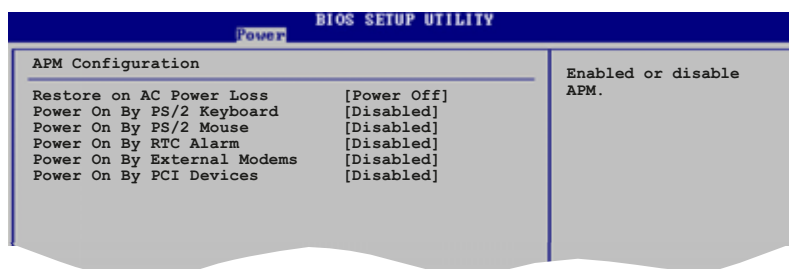 BIOS SETUP UTILITY
Power
APM Configuration
Restore on AC Power Loss [Power Off]
Power On By PS/2 Keyboard [Disabled]
Power On By PS/2 Mouse [Disabled]
Power On By RTC Alarm [Disabled]
Power On By External Modems [Disabled]
Power On By PCI Devices [Disabled]
Enabled or disable
APM.